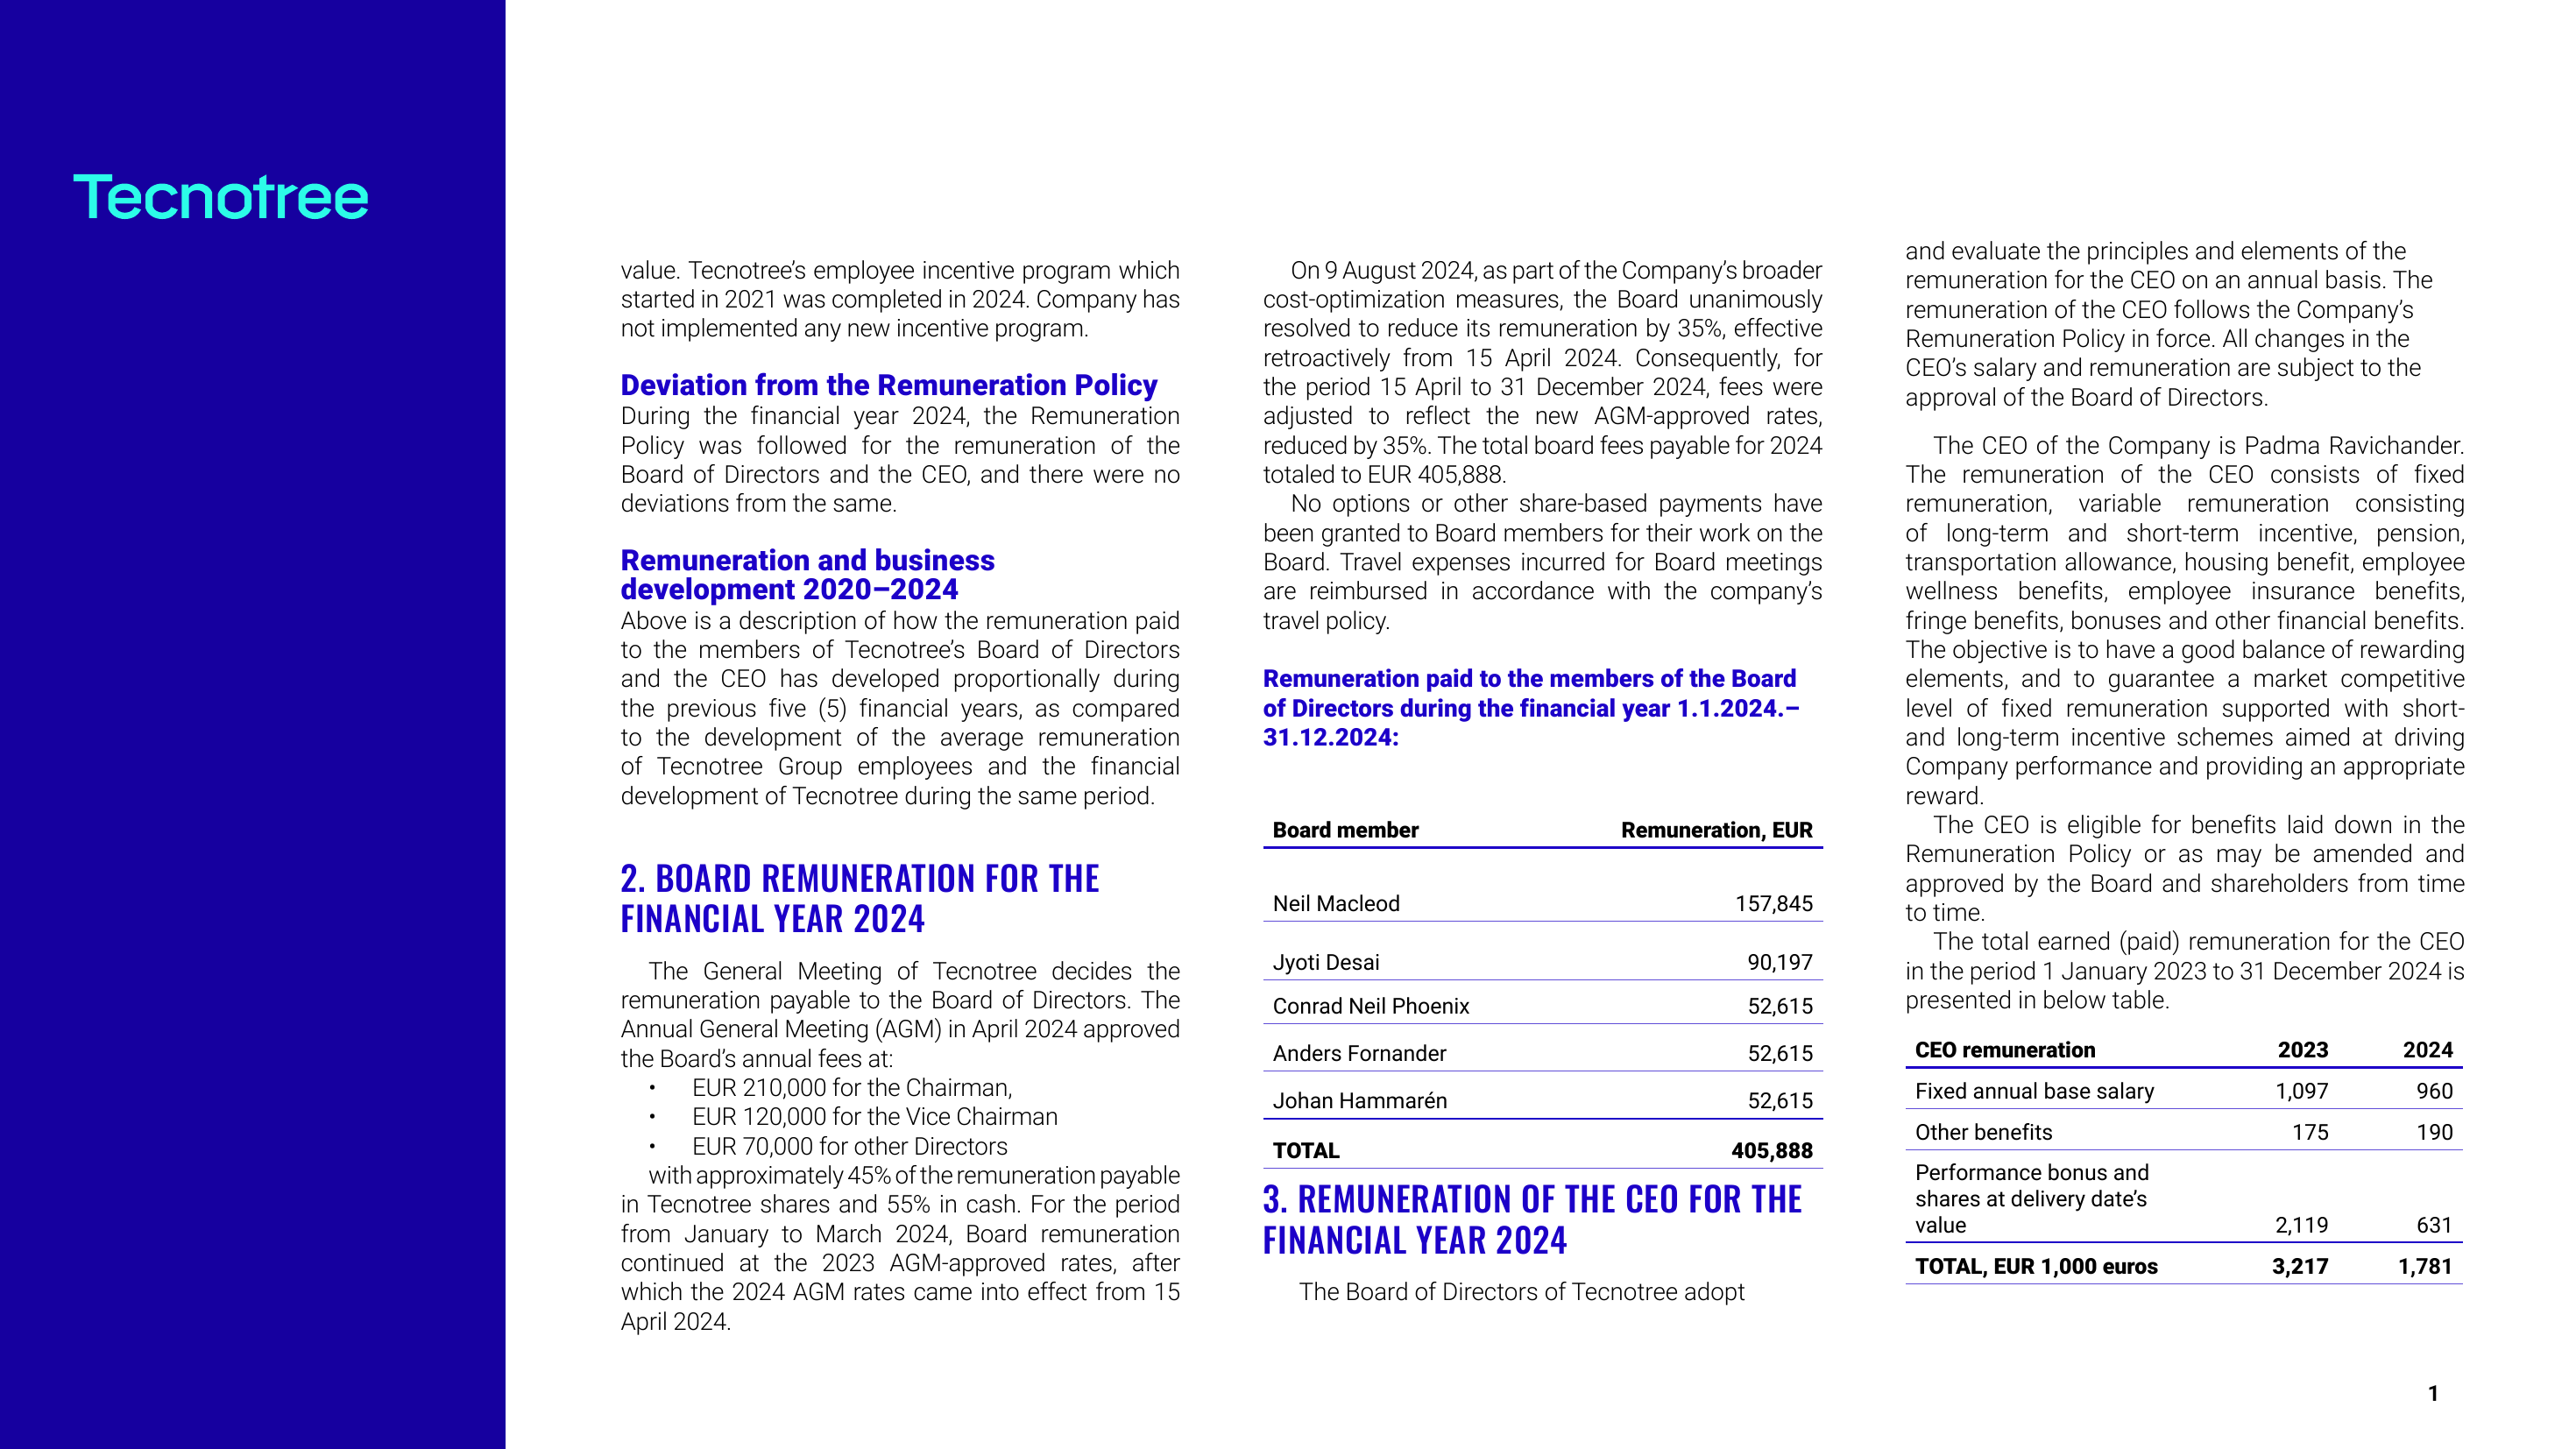 Tecnotree
value. Tecnotree’s employee incentive program which
started in 2021 was completed in 2024. Company has
not implemented any new incentive program.
Deviation from the Remuneration Policy
During the financial year 2024, the Remuneration
Policy was followed for the remuneration of the
Board of Directors and the CEO, and there were no
deviations from the same.
Remuneration and business
development 2020–2024
Above is a description of how the remuneration paid
to the members of Tecnotree’s Board of Directors
and the CEO has developed proportionally during
the previous five (5) financial years, as compared
to the development of the average remuneration
of Tecnotree Group employees and the financial
development of Tecnotree during the same period.
2. BOARD REMUNERATION FOR THE
FINANCIAL YEAR 2024
The General Meeting of Tecnotree decides the
remuneration payable to the Board of Directors. The
Annual General Meeting (AGM) in April 2024 approved
the Board’s annual fees at:
• EUR 210,000 for the Chairman,
• EUR 120,000 for the Vice Chairman
• EUR 70,000 for other Directors
with approximately 45% of the remuneration payable
in Tecnotree shares and 55% in cash. For the period
from January to March 2024, Board remuneration
continued at the 2023 AGM-approved rates, after
which the 2024 AGM rates came into effect from 15
April 2024.
On 9 August 2024, as part of the Company’s broader
cost-optimization measures, the Board unanimously
resolved to reduce its remuneration by 35%, effective
retroactively from 15 April 2024. Consequently, for
the period 15 April to 31 December 2024, fees were
adjusted to reflect the new AGM-approved rates,
reduced by 35%. The total board fees payable for 2024
totaled to EUR 405,888.
No options or other share-based payments have
been granted to Board members for their work on the
Board. Travel expenses incurred for Board meetings
are reimbursed in accordance with the company’s
travel policy.
Remuneration paid to the members of the Board
of Directors during the financial year 1.1.2024.–
31.12.2024:
Board member Remuneration, EUR
Neil Macleod 157,845
Jyoti Desai 90,197
Conrad Neil Phoenix 52,615
Anders Fornander 52,615
Johan Hammarén 52,615
TOTAL 405,888
3. REMUNERATION OF THE CEO FOR THE
FINANCIAL YEAR 2024
The Board of Directors of Tecnotree adopt
and evaluate the principles and elements of the
remuneration for the CEO on an annual basis. The
remuneration of the CEO follows the Company’s
Remuneration Policy in force. All changes in the
CEO’s salary and remuneration are subject to the
approval of the Board of Directors.
The CEO of the Company is Padma Ravichander.
The remuneration of the CEO consists of fixed
remuneration, variable remuneration consisting
of long-term and short-term incentive, pension,
transportation allowance, housing benefit, employee
wellness benefits, employee insurance benefits,
fringe benefits, bonuses and other financial benefits.
The objective is to have a good balance of rewarding
elements, and to guarantee a market competitive
level of fixed remuneration supported with short-
and long-term incentive schemes aimed at driving
Company performance and providing an appropriate
reward.
The CEO is eligible for benefits laid down in the
Remuneration Policy or as may be amended and
approved by the Board and shareholders from time
to time.
The total earned (paid) remuneration for the CEO
in the period 1 January 2023 to 31 December 2024 is
presented in below table.
CEO remuneration 2023 2024
Fixed annual base salary 1,097 960
Other benefits 175 190
Performance bonus and
shares at delivery date’s
value 2,119 631
TOTAL, EUR 1,000 euros 3,217 1,781
1